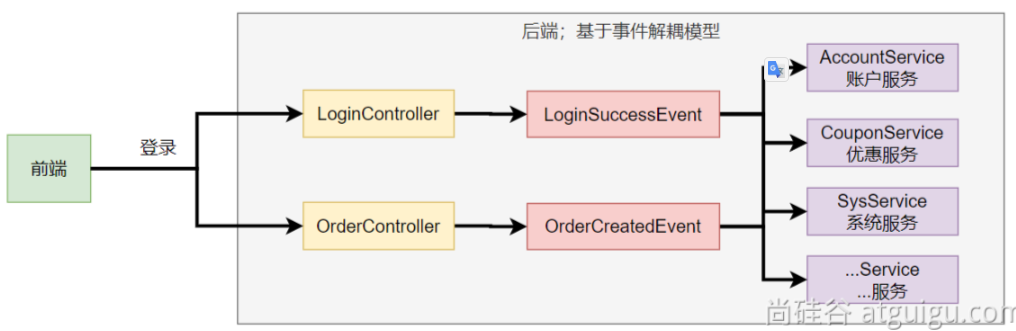 后端；基于事件解耦模型
前端
登录
LoginController
LoginSuccessEvent
OrderController
OrderCreatedEvent
AccountService
账户服务
CouponService
优惠服务
SysService
系统服务
...Service
...服务
尚硅谷 atguigu.com